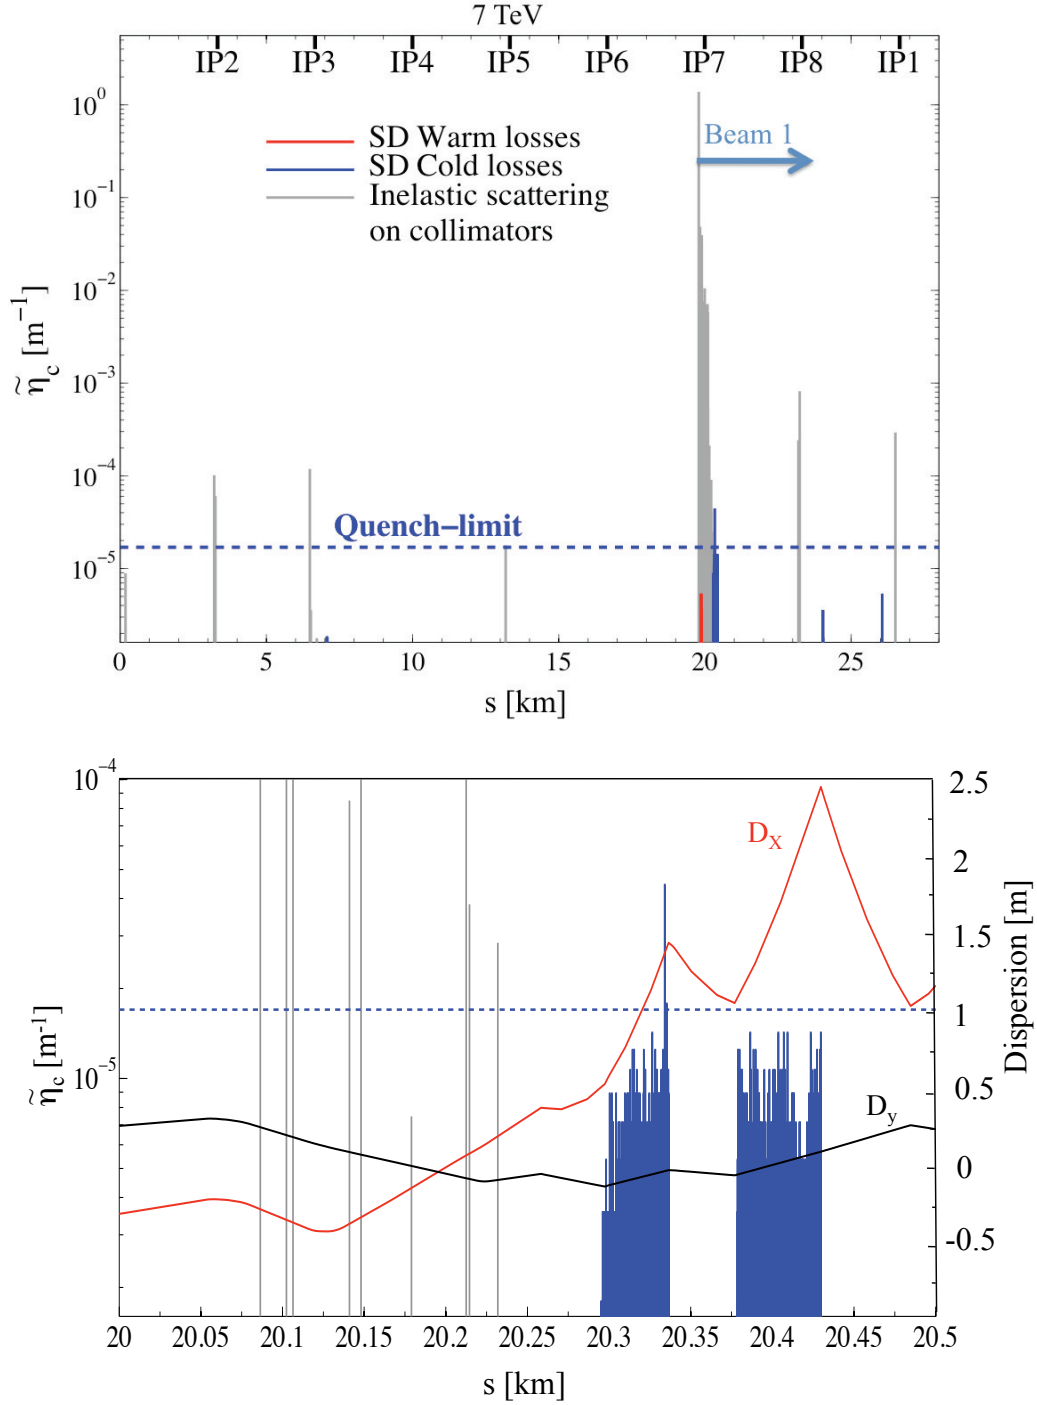 7 TeV
IP2 IP3 IP4 IP5 IP6 IP7 IP8 IP1
10⁰
Beam 1
SD Warm losses
SD Cold losses
10⁻¹
Inelastic scattering
on collimators
10⁻²
η̃c [m⁻¹]
10⁻³
10⁻⁴
Quench–limit
10⁻⁵
0 5 10 15 20 25
s [km]
10⁻⁴
2.5
DX
2
1.5
Dispersion [m]
1
η̃c [m⁻¹]
10⁻⁵
0.5
Dy
0
-0.5
20 20.05 20.1 20.15 20.2 20.25 20.3 20.35 20.4 20.45 20.5
s [km]